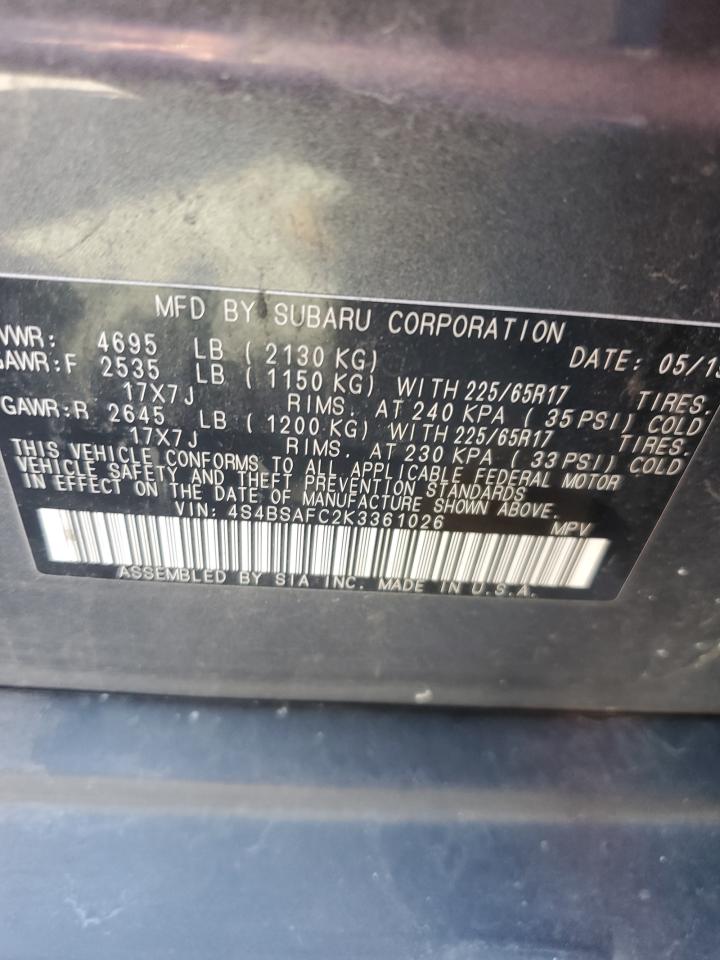 MFD BY SUBARU CORPORATION
VWR: 4695 LB ( 2130 KG) DATE: 05/1
GAWR:F 2535 LB ( 1150 KG) WITH 225/65R17 TIRES.
17X7J RIMS. AT 240 KPA ( 35 PSI) COLD
GAWR:R 2645 LB ( 1200 KG) WITH 225/65R17 TIRES.
17X7J RIMS. AT 230 KPA ( 33 PSI) COLD
THIS VEHICLE CONFORMS TO ALL APPLICABLE FEDERAL MOTOR
VEHICLE SAFETY AND THEFT PREVENTION STANDARDS
IN EFFECT ON THE DATE OF MANUFACTURE SHOWN ABOVE.
VIN: 4S4BSAFC2K3361026 MPV
ASSEMBLED BY SIA INC. MADE IN U.S.A.